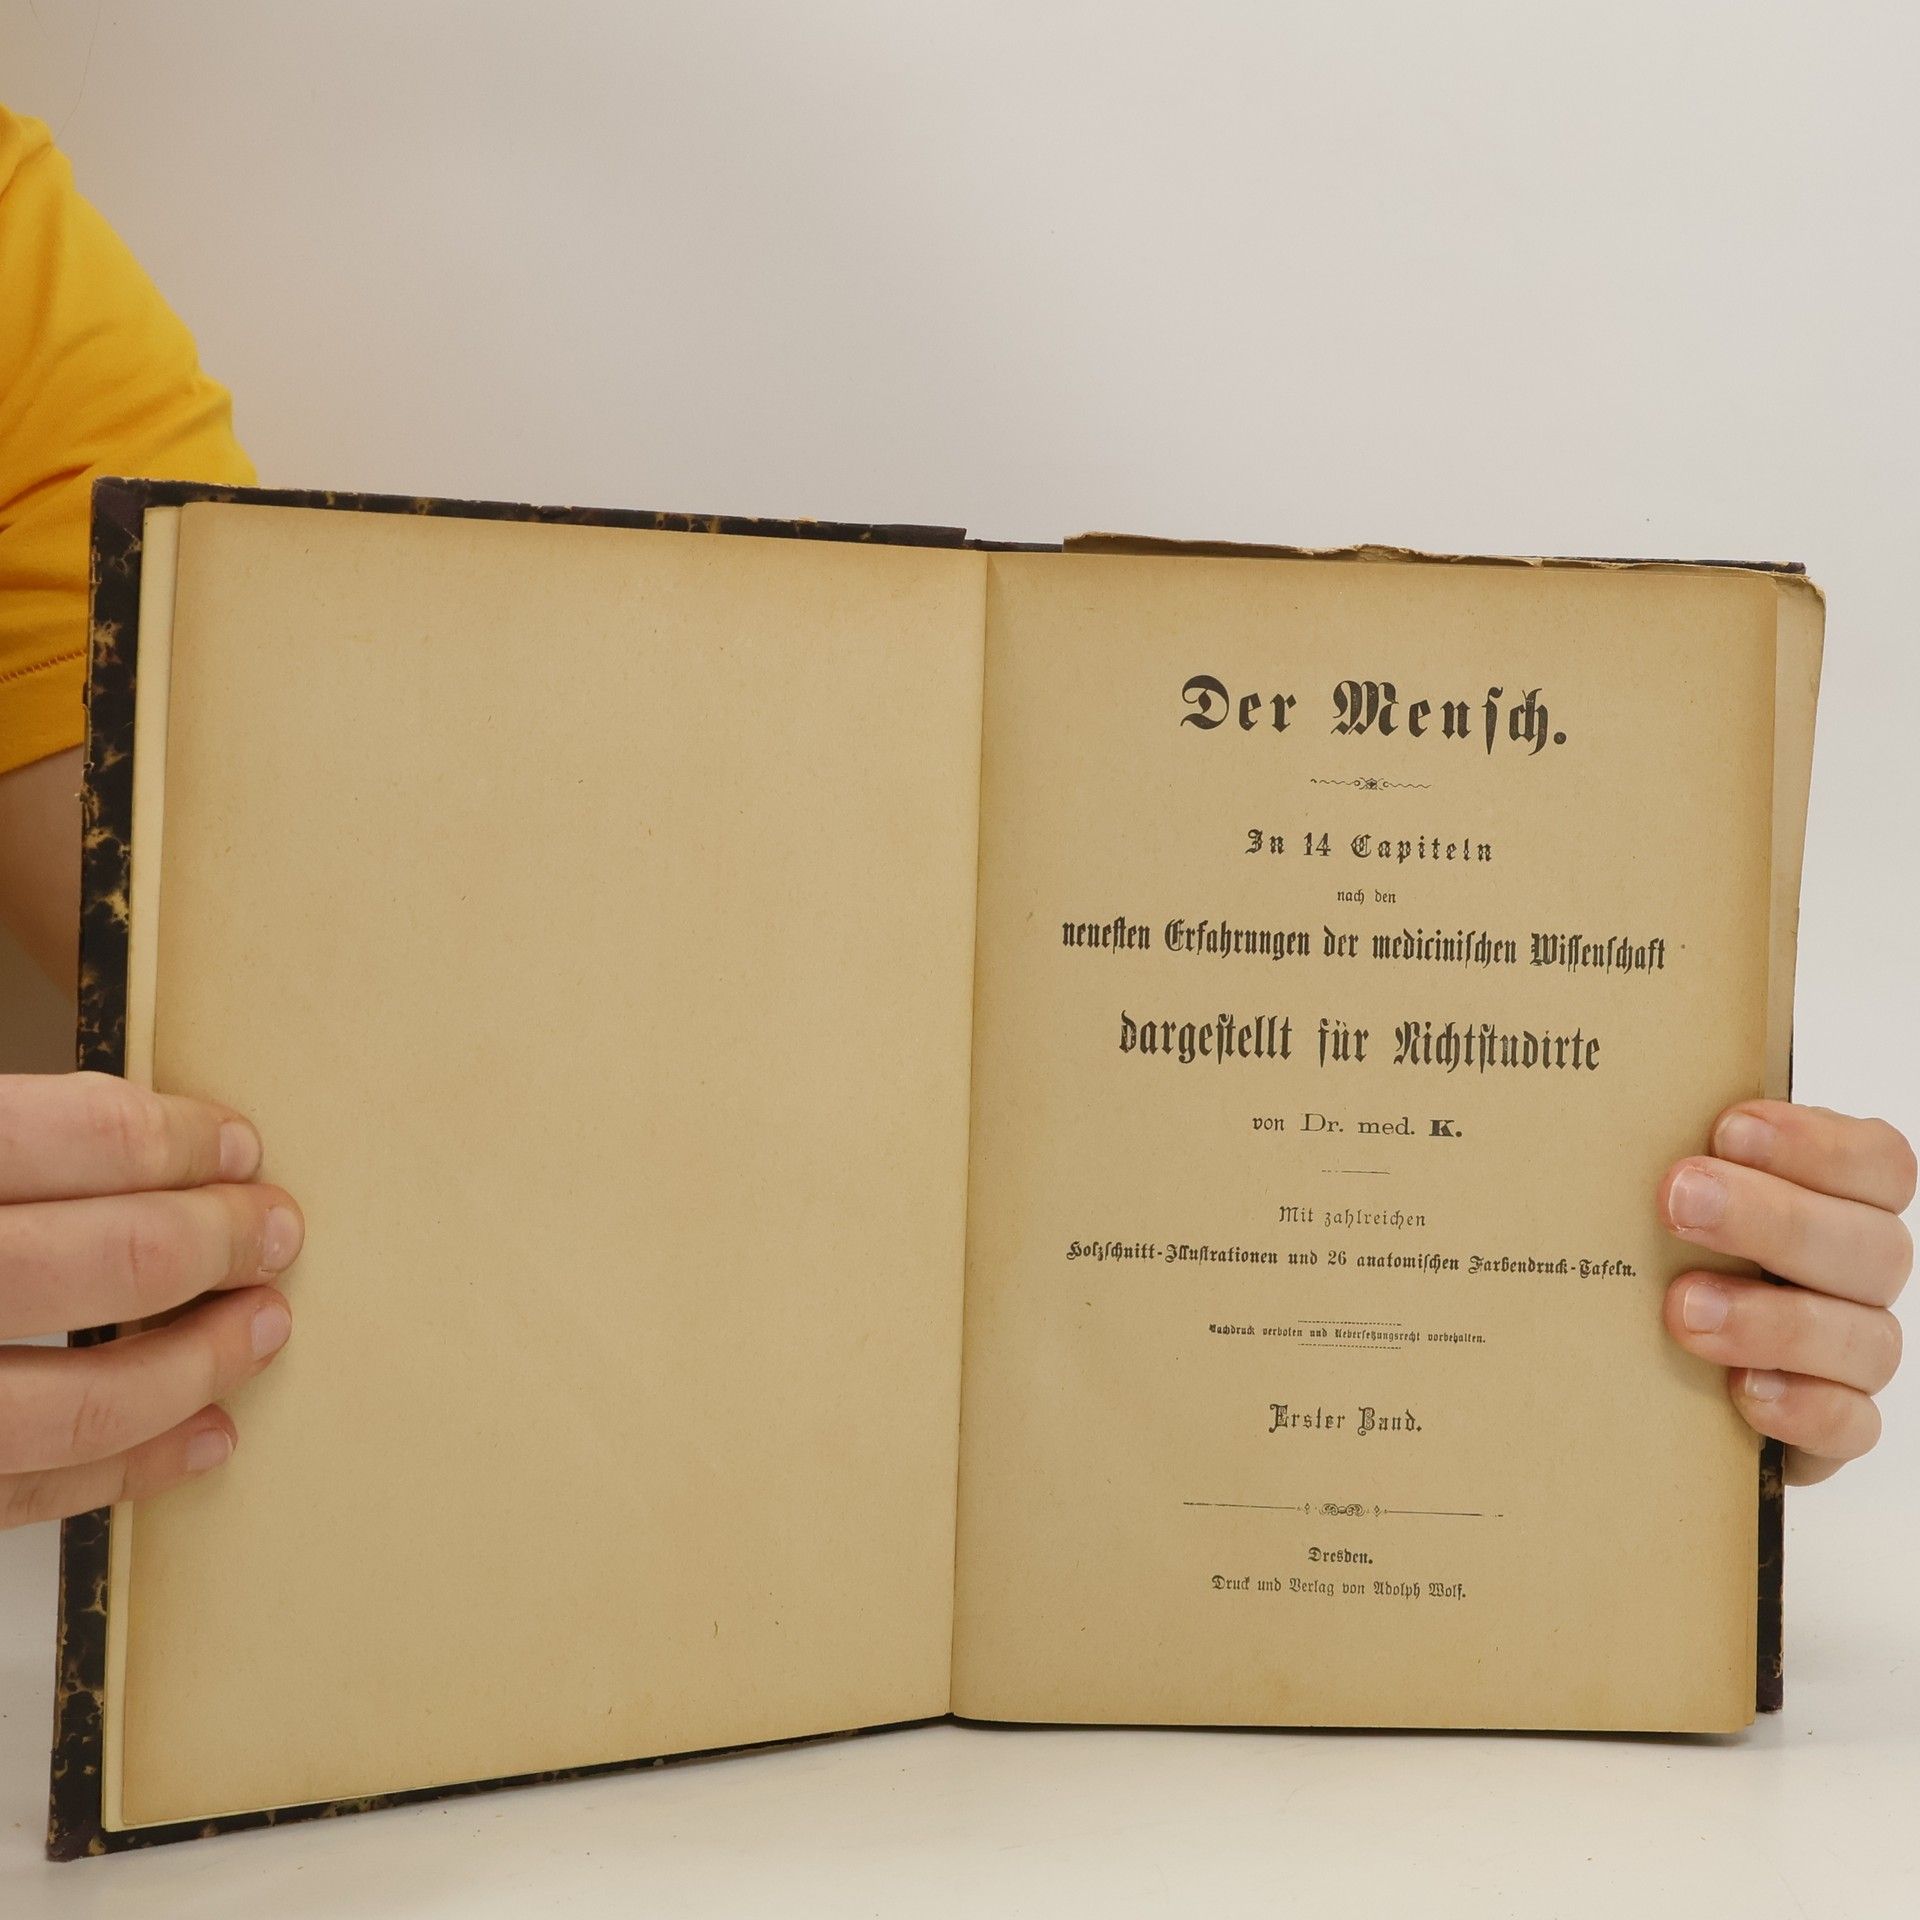 Der Mensch.
In 14 Capiteln
nach den
neuesten Erfahrungen der medicinischen Wissenschaft
dargestellt für Nichtstudirte
von Dr. med. K.
Mit zahlreichen
Holzschnitt-Illustrationen und 26 anatomischen Farbendruck-Tafeln.
Nachdruck verboten und Uebersetzungsrecht vorbehalten.
Erster Band.
Dresden.
Druck und Verlag von Adolph Wolf.